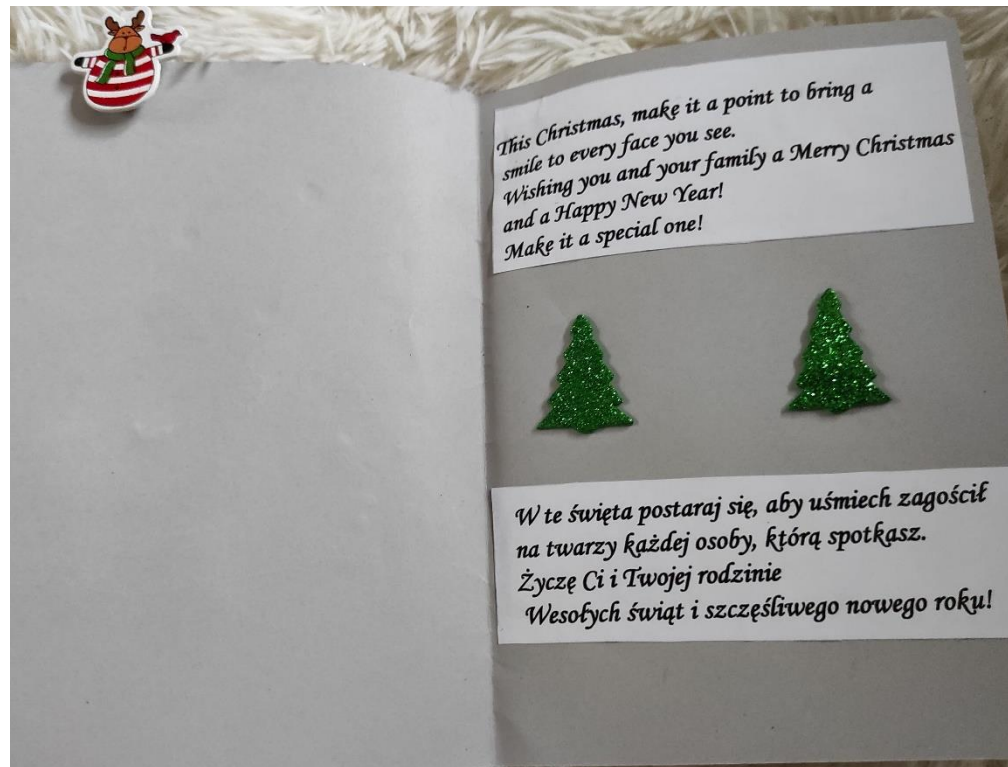 This Christmas, make it a point to bring a
smile to every face you see.
Wishing you and your family a Merry Christmas
and a Happy New Year!
Make it a special one!
W te święta postaraj się, aby uśmiech zagościł
na twarzy każdej osoby, którą spotkasz.
Życzę Ci i Twojej rodzinie
Wesołych świąt i szczęśliwego nowego roku!